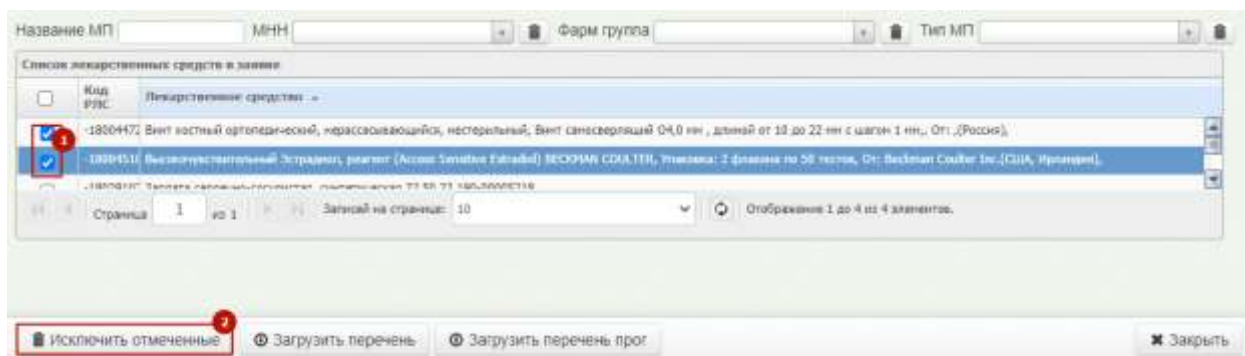 Название МП МНН Фарм группа Тип МП
Список лекарственных средств в заявке
Код РЛС Лекарственное средство
1
-1800447 Винт костный ортопедический, нерассасывающийся, нестерильный, Винт самосверлящий O4,0 мм , длиной от 10 до 22 мм с шагом 1 мм,, От: ,(Россия),
Высокочувствительный Эстрадиол, реагент (Access Sensitive Estradiol) BECKMAN COULTER, Упаковка: 2 флакона по 50 тестов, От: Beckman Coulter Inc.(США, Ирландия),
Страница 1 из 1 Записей на странице: 10 Отображение 1 до 4 из 4 элементов.
2
Исключить отмеченные Загрузить перечень Загрузить перечень прог Закрыть